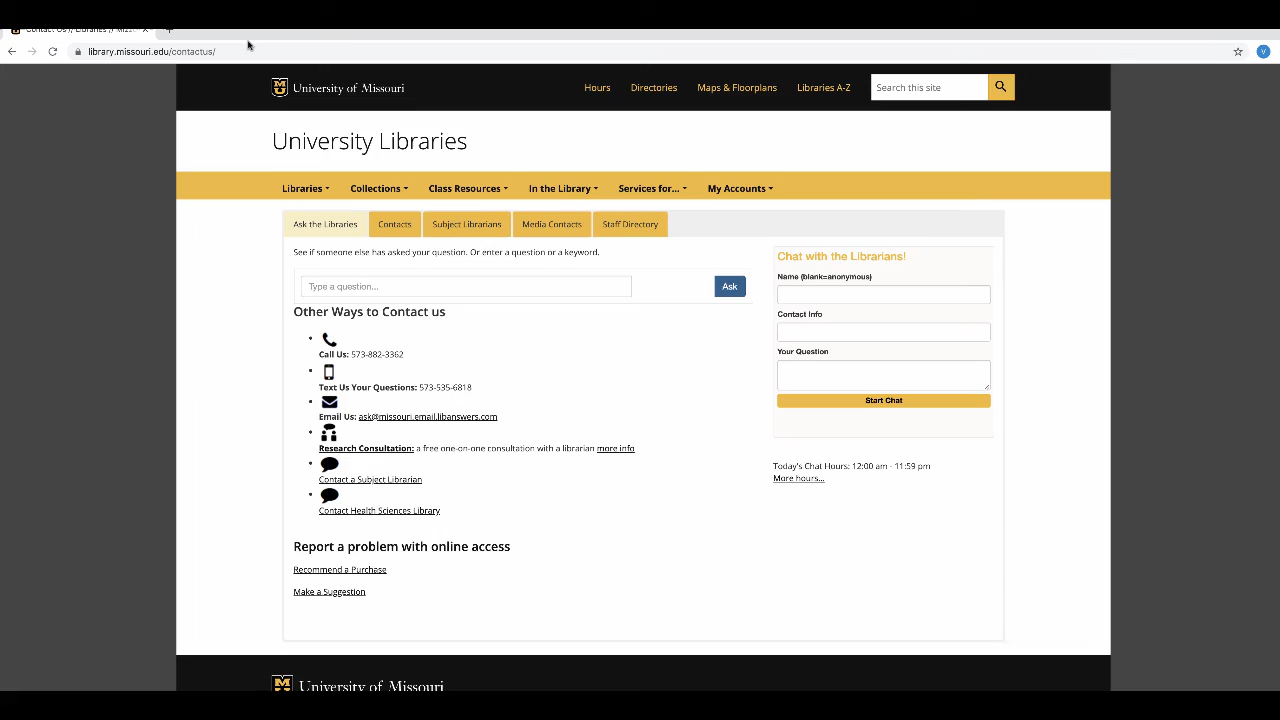 Contact Us // Libraries //
library.missouri.edu/contactus/
V
University of Missouri
Hours
Directories
Maps & Floorplans
Libraries A-Z
Search this site
University Libraries
Libraries
Collections
Class Resources
In the Library
Services for...
My Accounts
Ask the Libraries
Contacts
Subject Librarians
Media Contacts
Staff Directory
See if someone else has asked your question. Or enter a question or a keyword.
Type a question...
Ask
Other Ways to Contact us
Call Us: 573-882-3362
Text Us Your Questions: 573-535-6818
Email Us: ask@missouri.email.libanswers.com
Research Consultation: a free one-on-one consultation with a librarian more info
Contact a Subject Librarian
Contact Health Sciences Library
Report a problem with online access
Recommend a Purchase
Make a Suggestion
Chat with the Librarians!
Name (blank=anonymous)
Contact Info
Your Question
Start Chat
Today's Chat Hours: 12:00 am - 11:59 pm
More hours...
University of Missouri